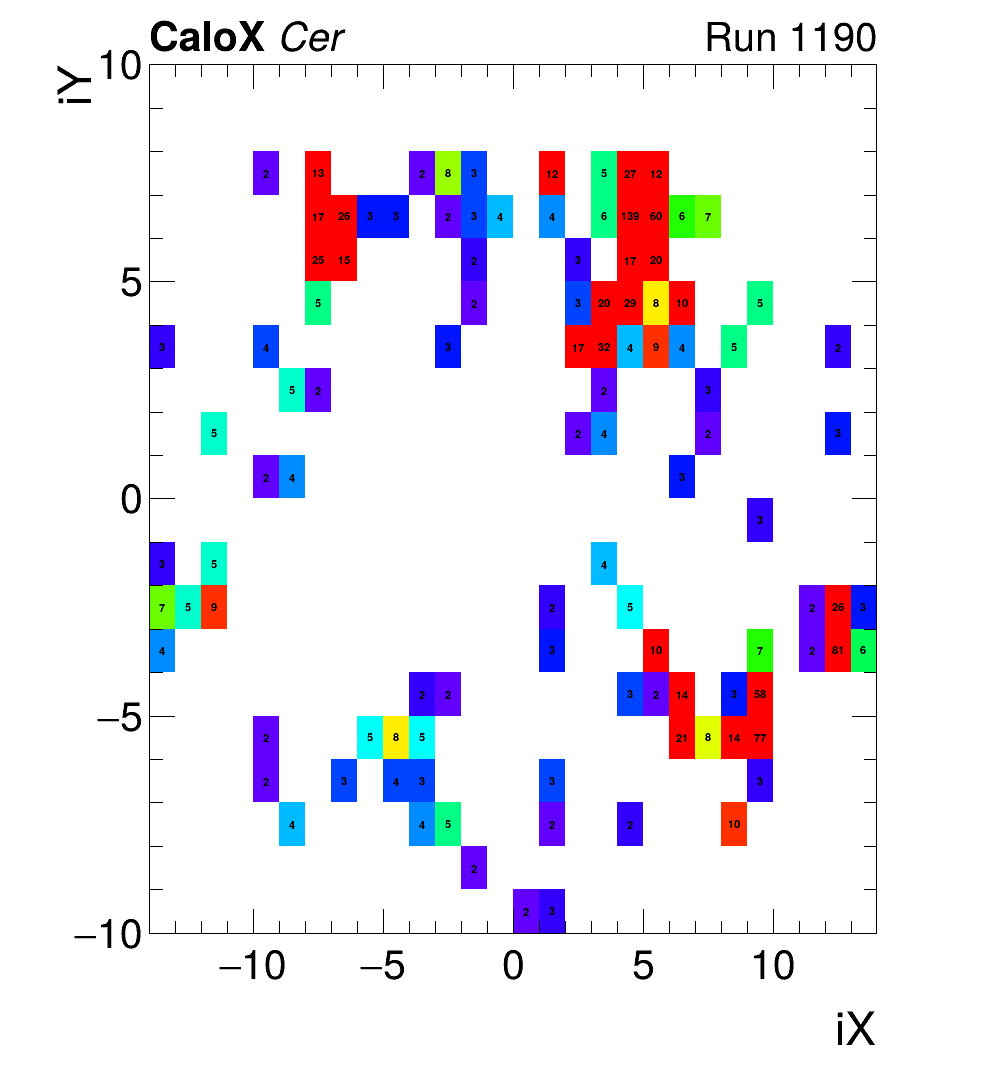 CaloX Cer Run 1190
iY
10
2 13 2 8 3 12 5 27 12
17 26 3 3 2 3 4 4 6 139 60 6 7
25 15 2 3 17 20
5
5 2 3 20 29 8 10 5
3 4 3 17 32 4 9 4 5 2
5 2 2 3
5 2 4 2 3
2 4 3
0
3
3 5 4
7 5 9 2 5 2 26 3
4 3 10 7 2 81 6
2 2 3 2 14 3 58
−5
2 5 8 5 21 8 14 77
2 3 4 3 3 3
4 4 5 2 2 10
2
2 3
−10
−10 −5 0 5 10
iX